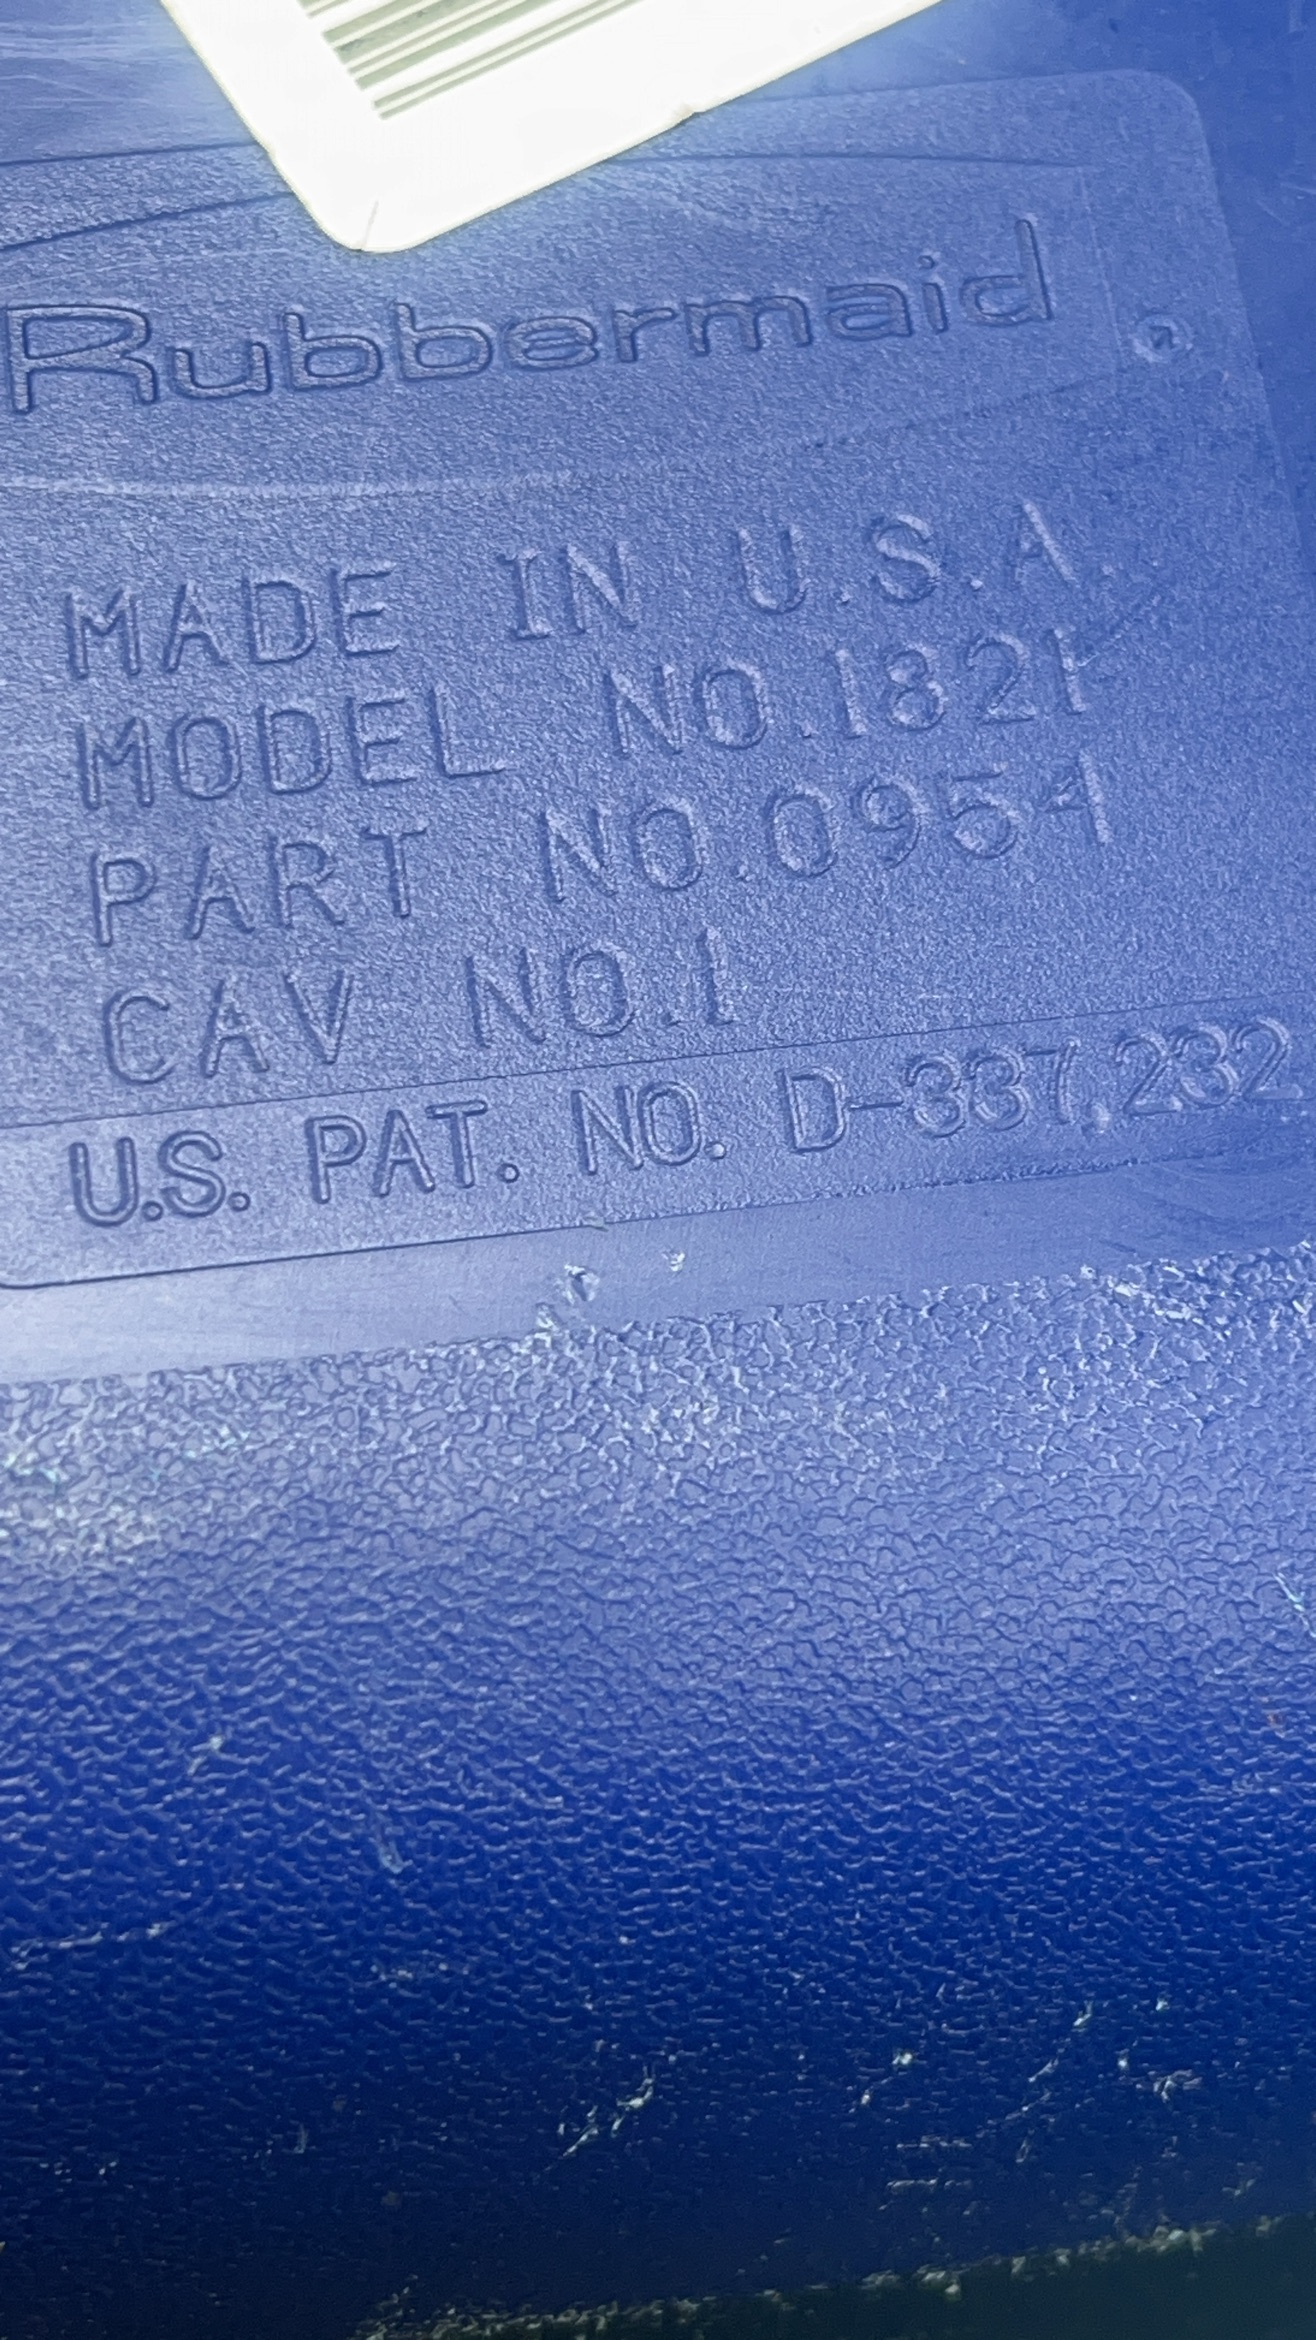 Rubbermaid
MADE IN U.S.A.
MODEL NO.1821
PART NO.0954
CAV NO.1
U.S. PAT. NO. D-337,232